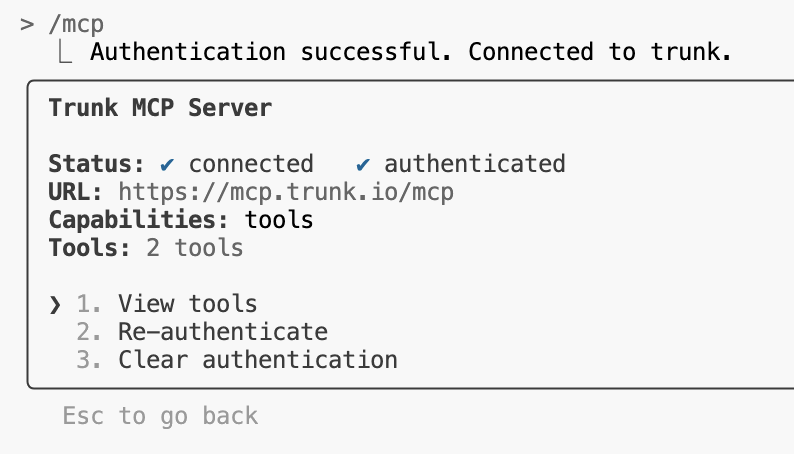 > /mcp
⎿ Authentication successful. Connected to trunk.
Trunk MCP Server
Status: ✔ connected ✔ authenticated
URL: https://mcp.trunk.io/mcp
Capabilities: tools
Tools: 2 tools
❯ 1. View tools
2. Re-authenticate
3. Clear authentication
Esc to go back